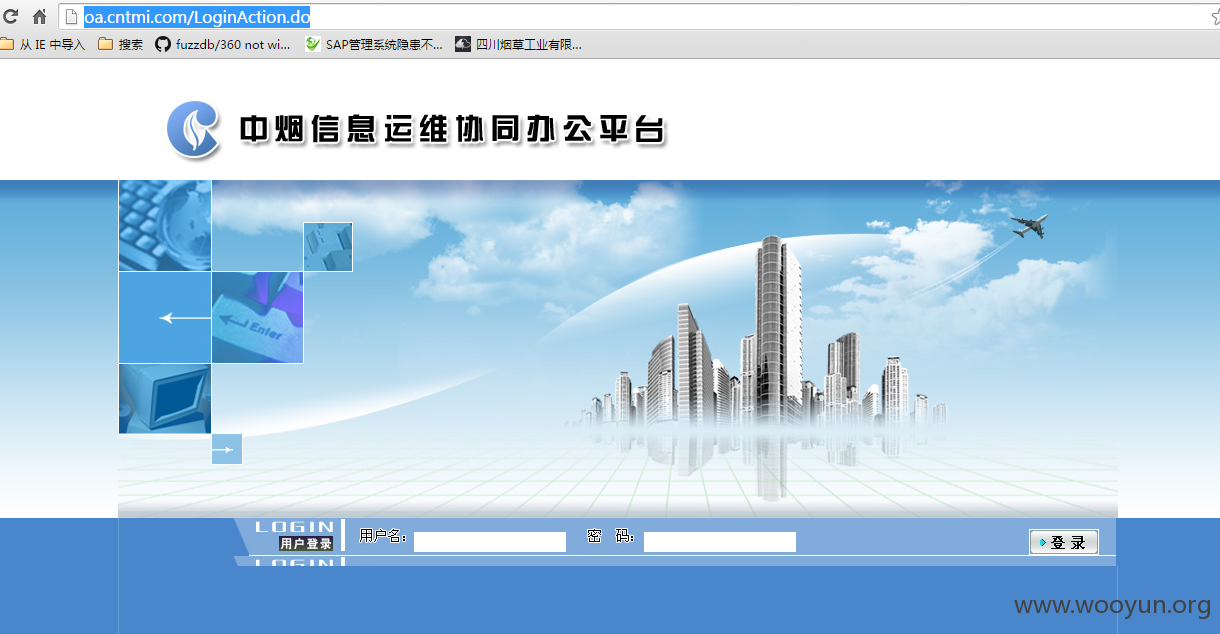 oa.cntmi.com/LoginAction.do
从 IE 中导入 搜索 fuzzdb/360 not wi... SAP管理系统隐患不... 四川烟草工业有限...
中烟信息运维协同办公平台
Enter
LOGIN
用户登录
用户名: 密 码: 登 录
LOGIN
www.wooyun.org